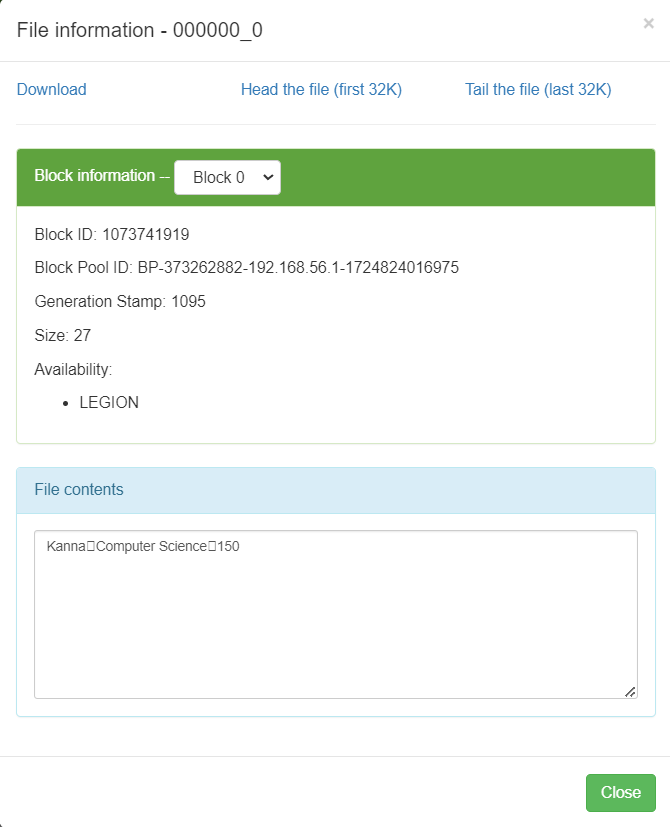 File information - 000000_0
×
Download Head the file (first 32K) Tail the file (last 32K)
Block information -- Block 0
Block ID: 1073741919
Block Pool ID: BP-373262882-192.168.56.1-1724824016975
Generation Stamp: 1095
Size: 27
Availability:
• LEGION
File contents
Kanna▯Computer Science▯150
Close